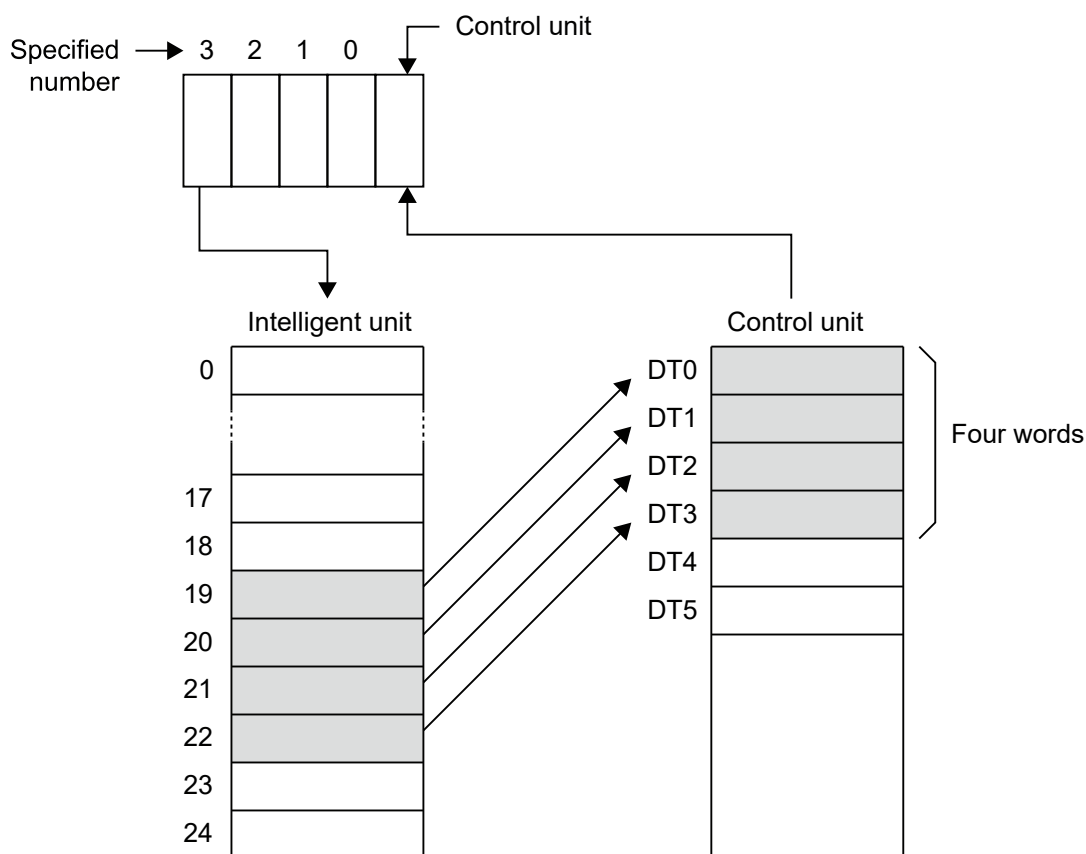 Control unit
Specified
number
3 2 1 0
Intelligent unit
Control unit
0
17
18
19
20
21
22
23
24
DT0
DT1
DT2
DT3
DT4
DT5
Four words